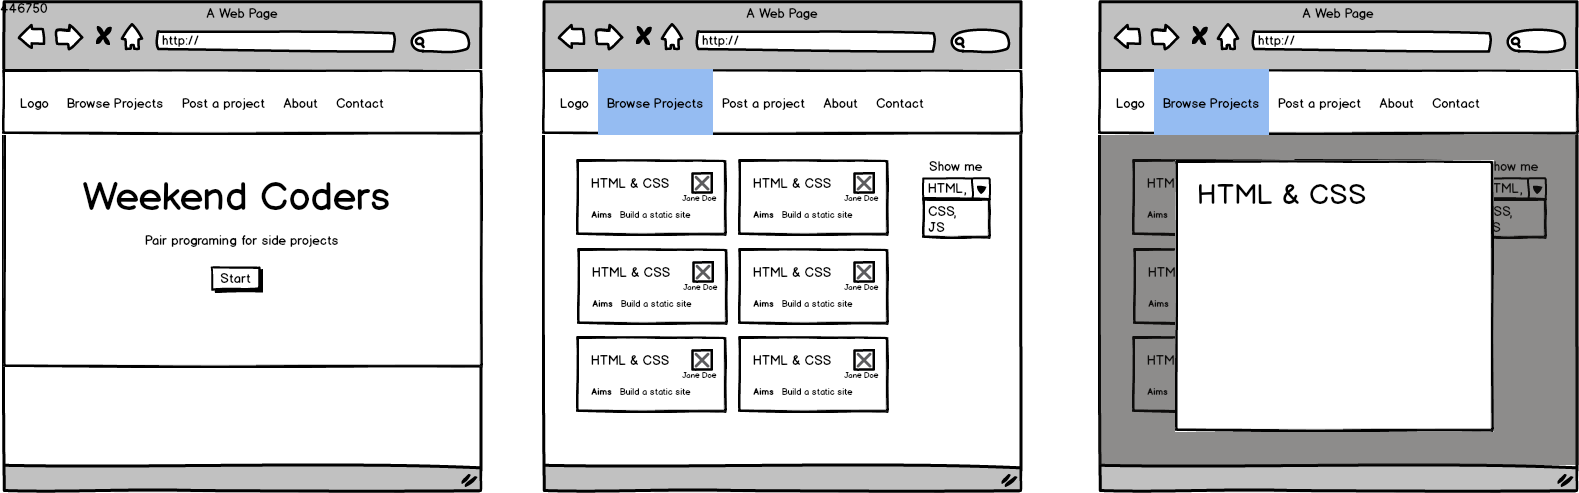 446750
A Web Page
http://
Logo Browse Projects Post a project About Contact
Weekend Coders
Pair programing for side projects
Start
A Web Page
http://
Logo Browse Projects Post a project About Contact
HTML & CSS
Jane Doe
Aims Build a static site
HTML & CSS
Jane Doe
Aims Build a static site
Show me
HTML,
CSS,
JS
HTML & CSS
Jane Doe
Aims Build a static site
HTML & CSS
Jane Doe
Aims Build a static site
HTML & CSS
Jane Doe
Aims Build a static site
HTML & CSS
Jane Doe
Aims Build a static site
A Web Page
http://
Logo Browse Projects Post a project About Contact
HTM
Aims
HTM
Aims
HTM
Aims
HTML & CSS
how me
TML,
SS,
S